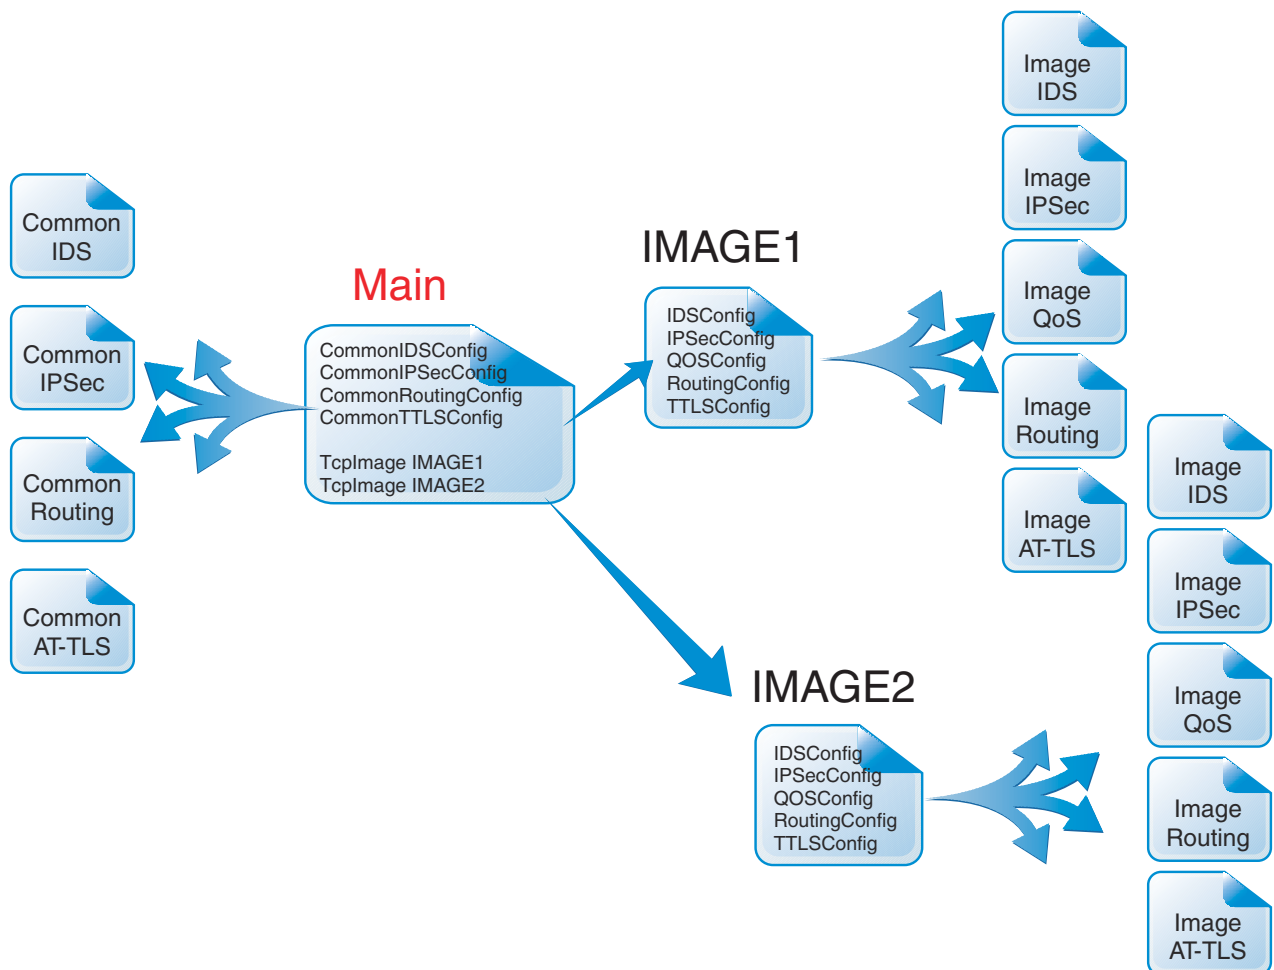 Common
IDS
Common
IPSec
Common
Routing
Common
AT-TLS
Main
CommonIDSConfig
CommonIPSecConfig
CommonRoutingConfig
CommonTTLSConfig
TcpImage IMAGE1
TcpImage IMAGE2
IMAGE1
IDSConfig
IPSecConfig
QOSConfig
RoutingConfig
TTLSConfig
Image
IDS
Image
IPSec
Image
QoS
Image
Routing
Image
AT-TLS
IMAGE2
IDSConfig
IPSecConfig
QOSConfig
RoutingConfig
TTLSConfig
Image
IDS
Image
IPSec
Image
QoS
Image
Routing
Image
AT-TLS